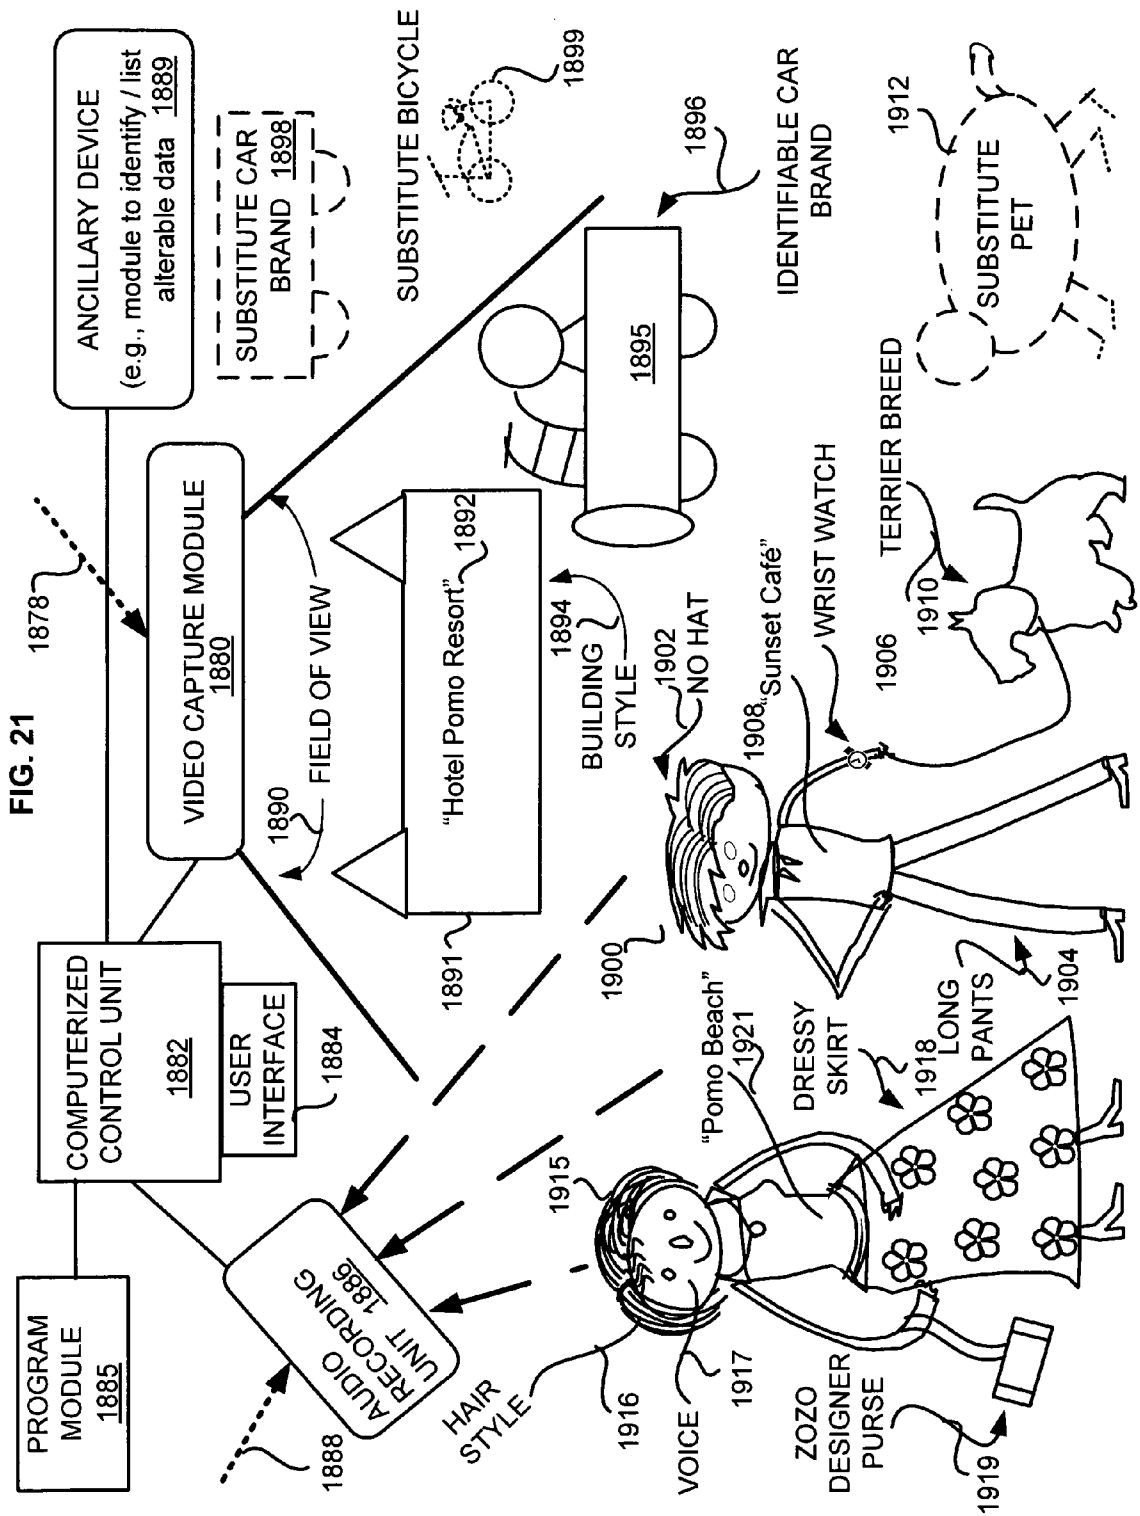 FIG. 21
PROGRAM
MODULE
1885
COMPUTERIZED
CONTROL UNIT
1882
USER
INTERFACE
1884
1878
VIDEO CAPTURE MODULE
1880
ANCILLARY DEVICE
(e.g., module to identify / list
alterable data 1889
SUBSTITUTE CAR
BRAND 1898
1888
AUDIO
RECORDING
UNIT 1886
1890
FIELD OF VIEW
SUBSTITUTE BICYCLE
1899
1891
"Hotel Pomo Resort"
1892
1894
BUILDING
STYLE
1895
1896
IDENTIFIABLE CAR
BRAND
HAIR
STYLE
1916
1915
VOICE
1917
1900
1902
NO HAT
"Pomo Beach"
1921
1908
"Sunset Café"
WRIST WATCH
1906
DRESSY
SKIRT
1918
LONG
PANTS
1904
ZOZO
DESIGNER
PURSE
1919
TERRIER BREED
1910
1912
SUBSTITUTE
PET